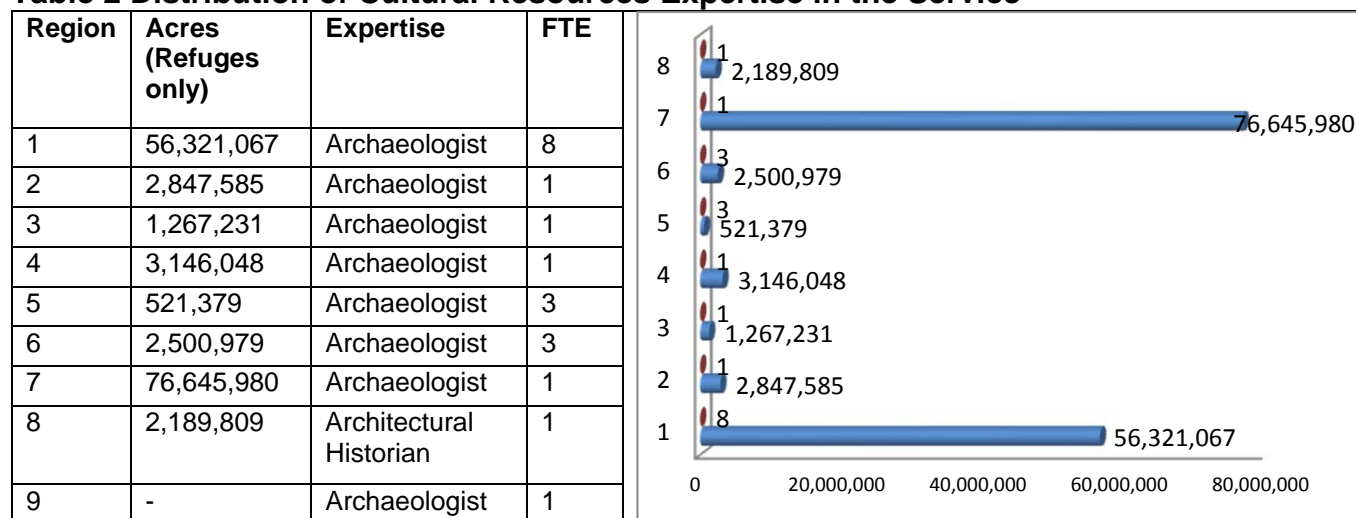 Table 2 Distribution of Cultural Resources Expertise in the Service
Region Acres (Refuges only) Expertise FTE
1 56,321,067 Archaeologist 8
2 2,847,585 Archaeologist 1
3 1,267,231 Archaeologist 1
4 3,146,048 Archaeologist 1
5 521,379 Archaeologist 3
6 2,500,979 Archaeologist 3
7 76,645,980 Archaeologist 1
8 2,189,809 Architectural Historian 1
9 - Archaeologist 1
8 1 2,189,809
7 1 76,645,980
6 3 2,500,979
5 3 521,379
4 1 3,146,048
3 1 1,267,231
2 1 2,847,585
1 8 56,321,067
0 20,000,000 40,000,000 60,000,000 80,000,000